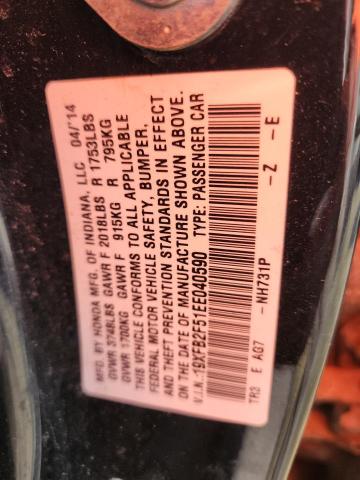 MFD. BY HONDA MFG. OF INDIANA, LLC 04/'14
GVWR 3748LBS GAWR F 2018LBS R 1753LBS
GVWR 1700KG GAWR F 915KG R 795KG
THIS VEHICLE CONFORMS TO ALL APPLICABLE
FEDERAL MOTOR VEHICLE SAFETY, BUMPER,
AND THEFT PREVENTION STANDARDS IN EFFECT
ON THE DATE OF MANUFACTURE SHOWN ABOVE.
V.I.N.:19XFB2F51EE040590 TYPE: PASSENGER CAR
NH731P Z E
TR3 E AG7